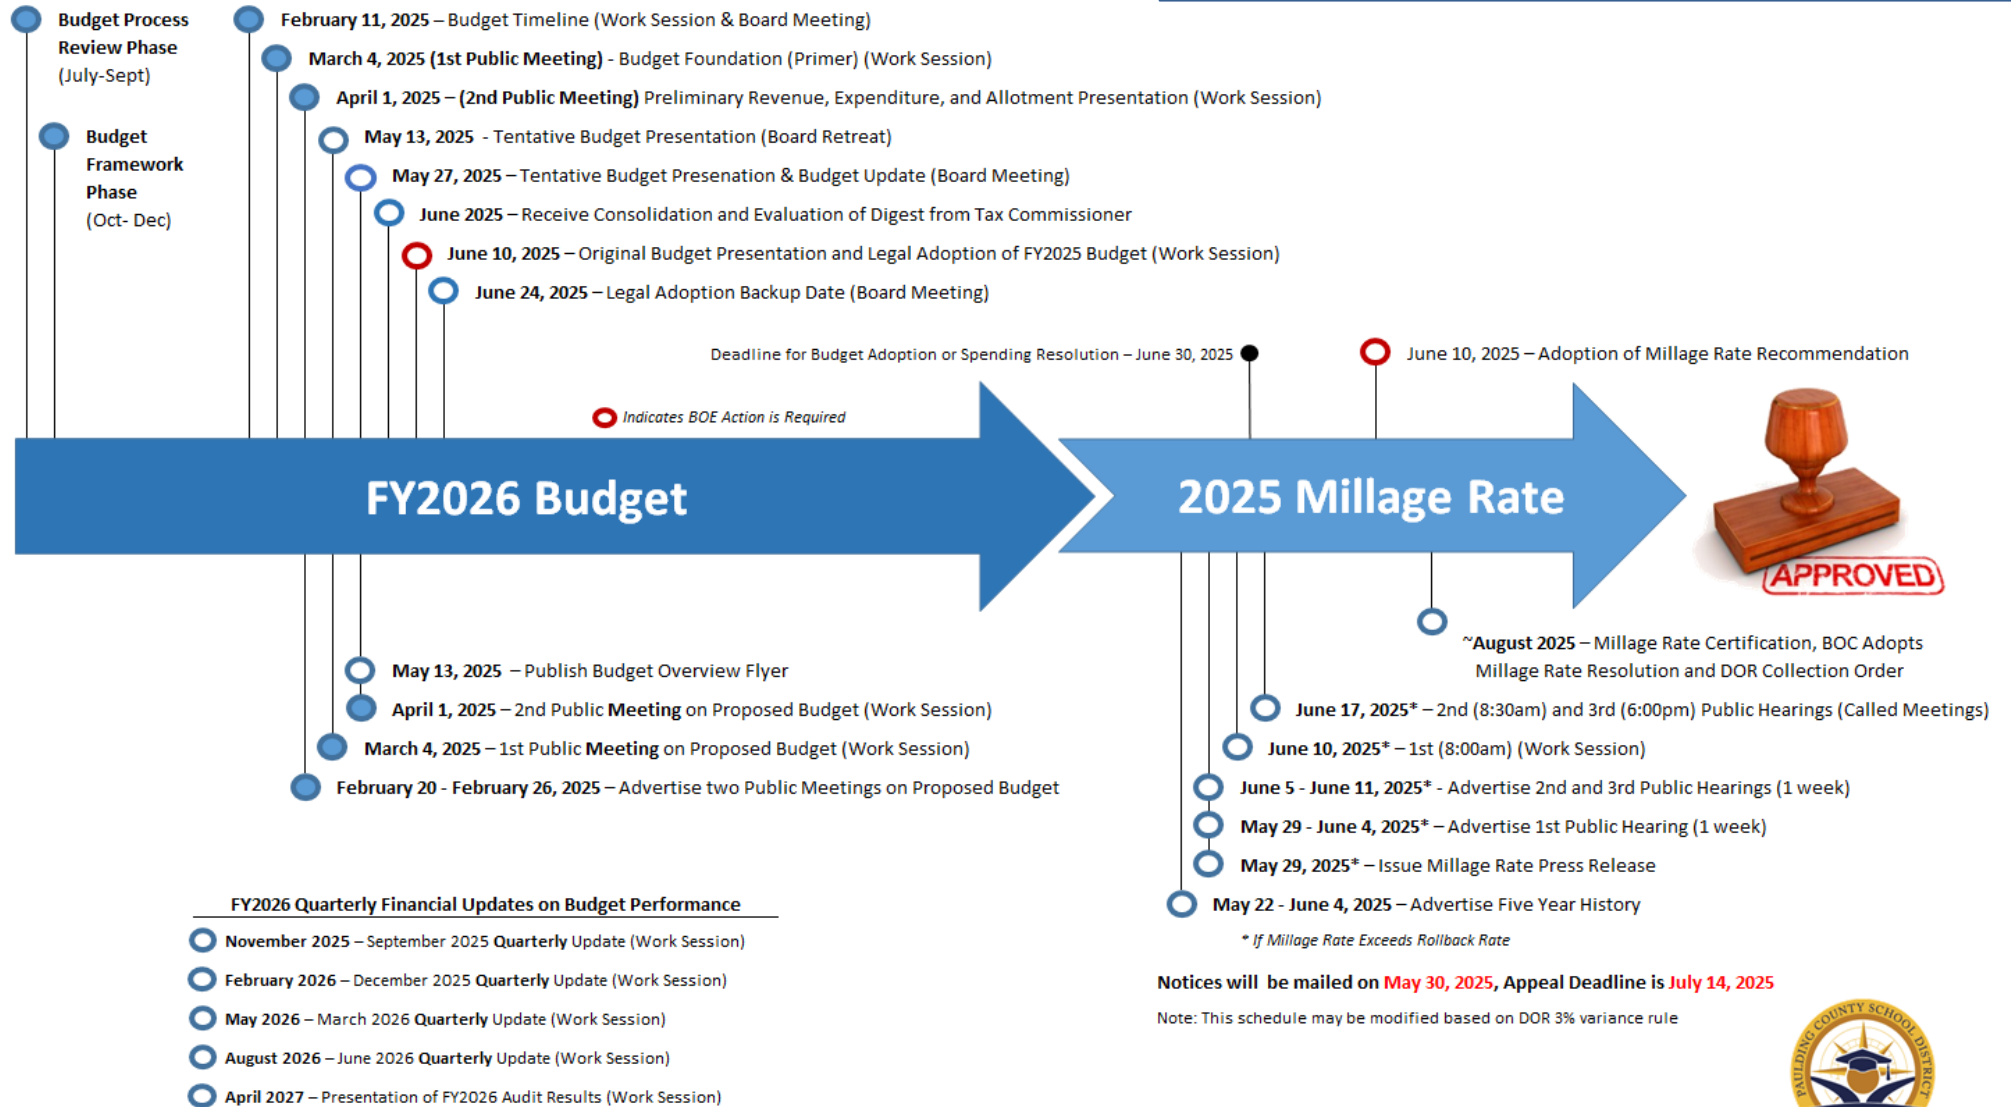 Budget Process
Review Phase
(July-Sept)
Budget
Framework
Phase
(Oct- Dec)
February 11, 2025 – Budget Timeline (Work Session & Board Meeting)
March 4, 2025 (1st Public Meeting) - Budget Foundation (Primer) (Work Session)
April 1, 2025 – (2nd Public Meeting) Preliminary Revenue, Expenditure, and Allotment Presentation (Work Session)
May 13, 2025 - Tentative Budget Presentation (Board Retreat)
May 27, 2025 – Tentative Budget Presenation & Budget Update (Board Meeting)
June 2025 – Receive Consolidation and Evaluation of Digest from Tax Commissioner
June 10, 2025 – Original Budget Presentation and Legal Adoption of FY2025 Budget (Work Session)
June 24, 2025 – Legal Adoption Backup Date (Board Meeting)
Deadline for Budget Adoption or Spending Resolution – June 30, 2025
June 10, 2025 – Adoption of Millage Rate Recommendation
Indicates BOE Action is Required
FY2026 Budget
2025 Millage Rate
APPROVED
May 13, 2025 – Publish Budget Overview Flyer
April 1, 2025 – 2nd Public Meeting on Proposed Budget (Work Session)
March 4, 2025 – 1st Public Meeting on Proposed Budget (Work Session)
February 20 - February 26, 2025 – Advertise two Public Meetings on Proposed Budget
~August 2025 – Millage Rate Certification, BOC Adopts
Millage Rate Resolution and DOR Collection Order
June 17, 2025* – 2nd (8:30am) and 3rd (6:00pm) Public Hearings (Called Meetings)
June 10, 2025* – 1st (8:00am) (Work Session)
June 5 - June 11, 2025* - Advertise 2nd and 3rd Public Hearings (1 week)
May 29 - June 4, 2025* – Advertise 1st Public Hearing (1 week)
May 29, 2025* – Issue Millage Rate Press Release
May 22 - June 4, 2025 – Advertise Five Year History
* If Millage Rate Exceeds Rollback Rate
Notices will be mailed on May 30, 2025, Appeal Deadline is July 14, 2025
Note: This schedule may be modified based on DOR 3% variance rule
FY2026 Quarterly Financial Updates on Budget Performance
November 2025 – September 2025 Quarterly Update (Work Session)
February 2026 – December 2025 Quarterly Update (Work Session)
May 2026 – March 2026 Quarterly Update (Work Session)
August 2026 – June 2026 Quarterly Update (Work Session)
April 2027 – Presentation of FY2026 Audit Results (Work Session)
PAULDING COUNTY SCHOOL DISTRICT